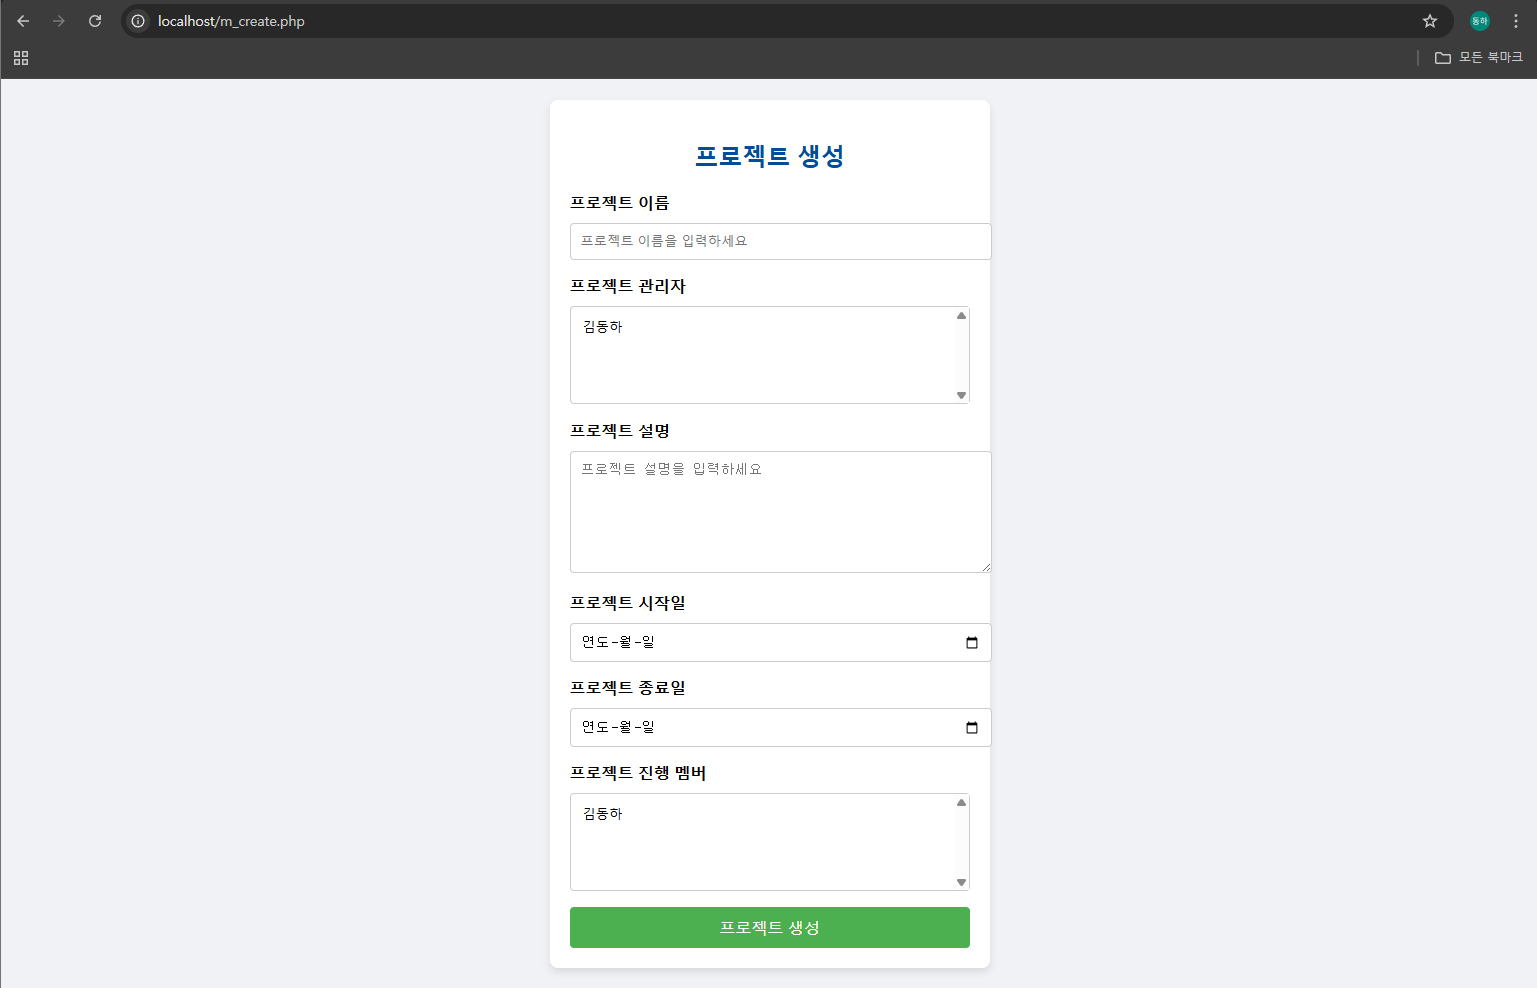 localhost/m_create.php
동하
모든 북마크
프로젝트 생성
프로젝트 이름
프로젝트 이름을 입력하세요
프로젝트 관리자
김동하
프로젝트 설명
프로젝트 설명을 입력하세요
프로젝트 시작일
연도-월-일
프로젝트 종료일
연도-월-일
프로젝트 진행 멤버
김동하
프로젝트 생성